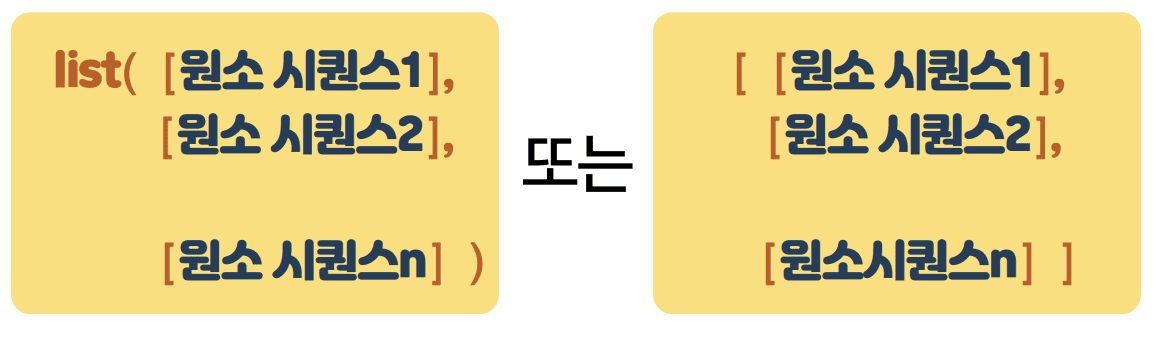 list( [원소 시퀀스1],
[원소 시퀀스2],
[원소 시퀀스n] )
또는
[ [원소 시퀀스1],
[원소 시퀀스2],
[원소시퀀스n] ]